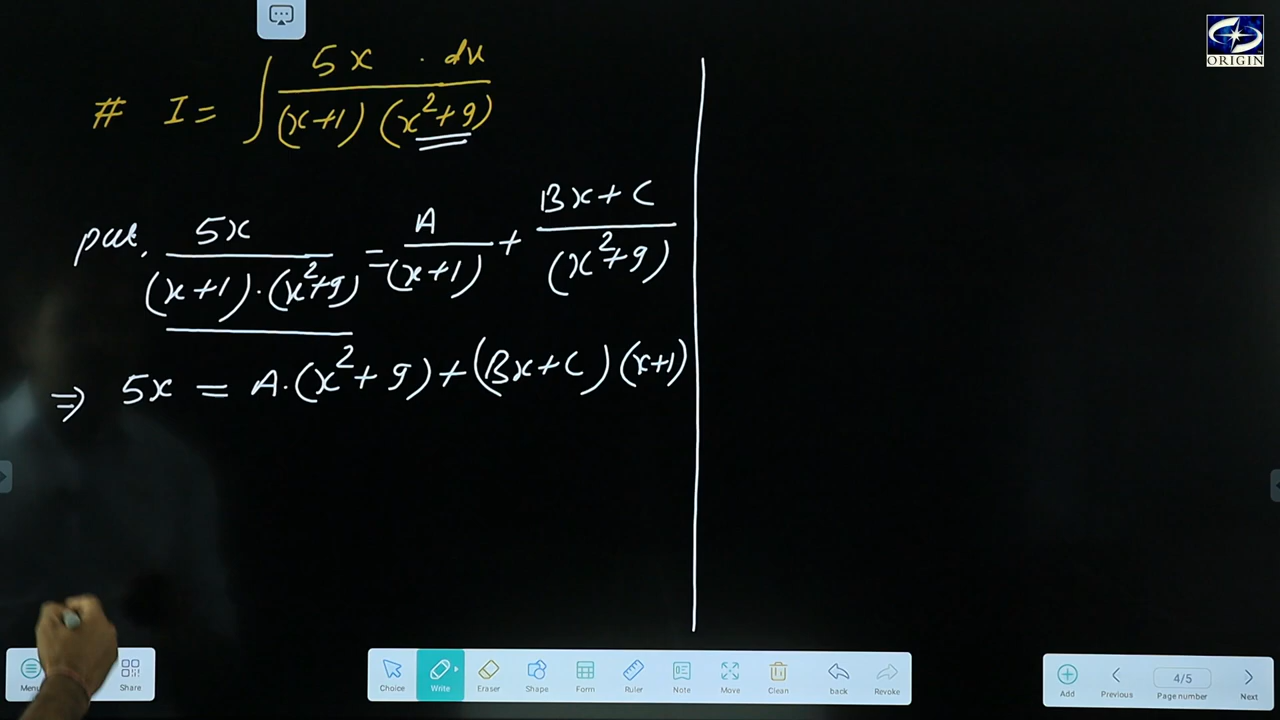 # I = ∫ 5x . dx / (x+1) (x²+9)
put. 5x / (x+1)·(x²+9) = A / (x+1) + Bx+C / (x²+9)
⇒ 5x = A·(x²+9)+(Bx+C)(x+1)
ORIGIN
Menu
Share
Choice
Write
Eraser
Shape
Form
Ruler
Note
Move
Clean
back
Revoke
Add
Previous
4/5
Page number
Next